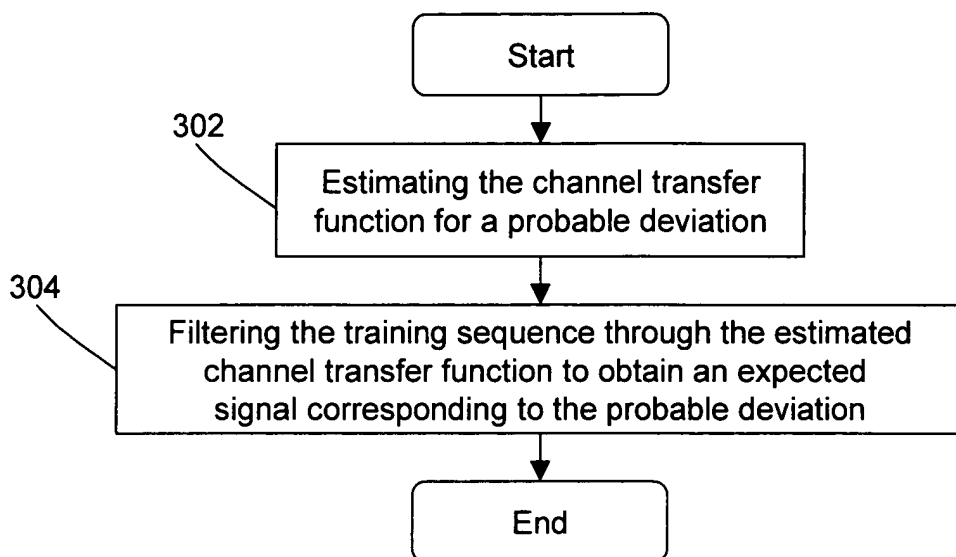 Start
302
Estimating the channel transfer
function for a probable deviation
304
Filtering the training sequence through the estimated
channel transfer function to obtain an expected
signal corresponding to the probable deviation
End